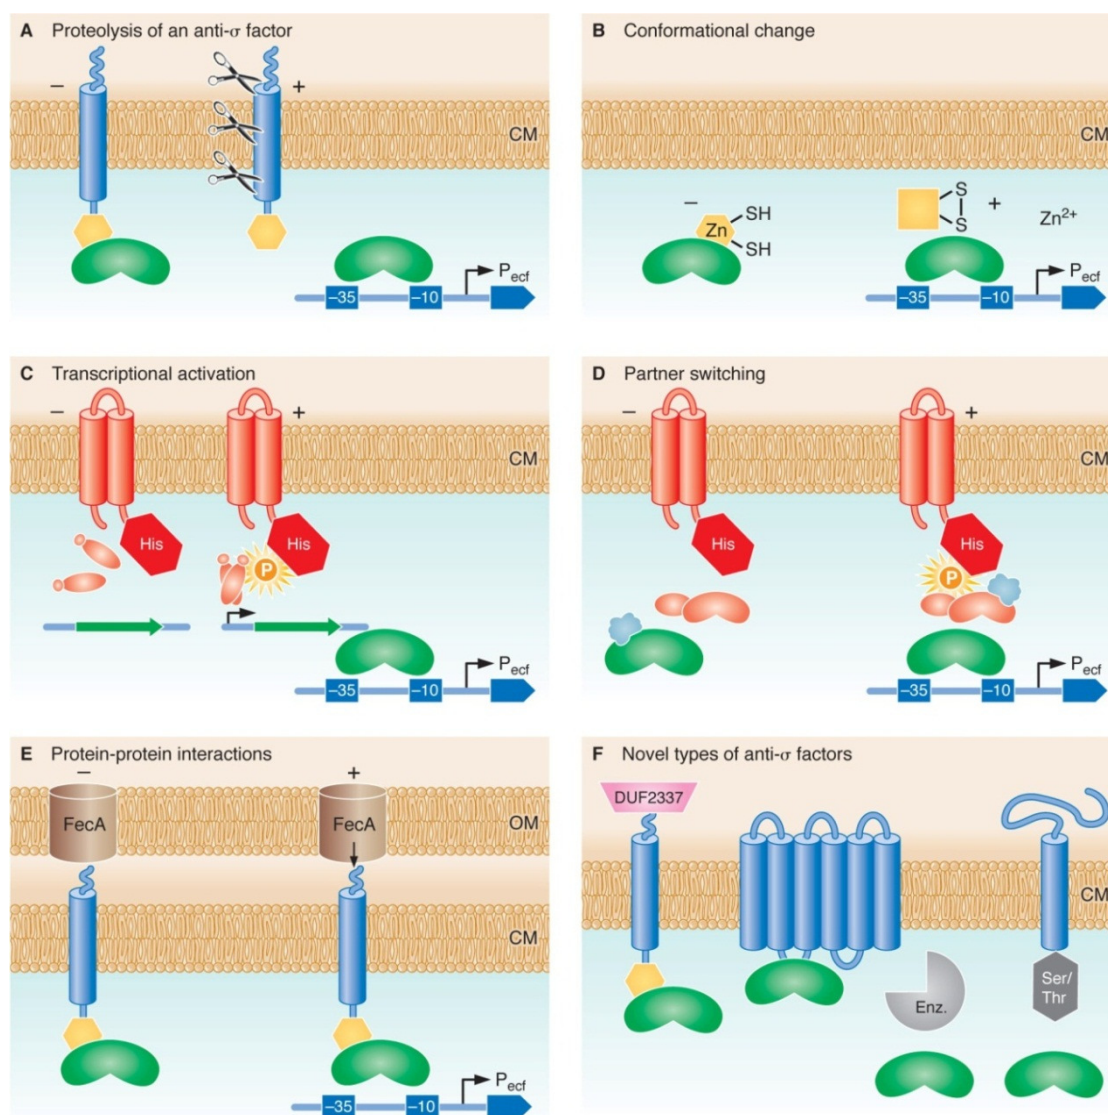 A Proteolysis of an anti-σ factor
− +
CM
−35 −10 Pecf
B Conformational change
CM
− SH Zn SH
S S + Zn²⁺
−35 −10 Pecf
C Transcriptional activation
− +
CM
His His
P
−35 −10 Pecf
D Partner switching
− +
CM
His His
P
−35 −10 Pecf
E Protein-protein interactions
− +
FecA FecA OM
CM
−35 −10 Pecf
F Novel types of anti-σ factors
DUF2337
CM
Enz.
Ser/
Thr